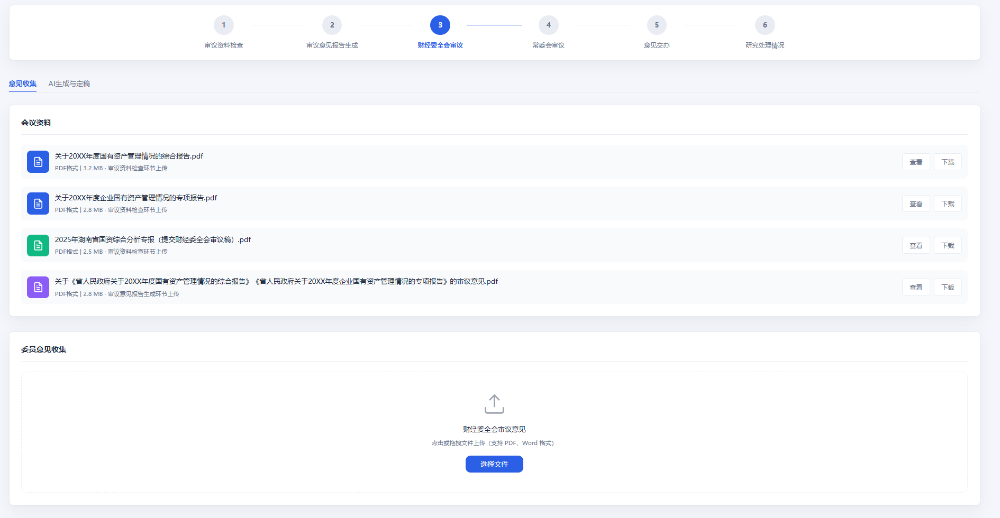 1
2
3
4
5
6
审议资料检查
审议意见报告生成
财经委全会审议
常委会审议
意见交办
研究处理情况
意见收集
AI生成与定稿
会议资料
关于20XX年度国有资产管理情况的综合报告.pdf
PDF格式 | 3.2 MB · 审议资料检查环节上传
查看
下载
关于20XX年度企业国有资产管理情况的专项报告.pdf
PDF格式 | 2.8 MB · 审议资料检查环节上传
查看
下载
2025年湖南省国资综合分析专报（提交财经委全会审议稿）.pdf
PDF格式 | 2.5 MB · 审议资料检查环节上传
查看
下载
关于《省人民政府关于20XX年度国有资产管理情况的综合报告》《省人民政府关于20XX年度企业国有资产管理情况的专项报告》的审议意见.pdf
PDF格式 | 2.8 MB · 审议意见报告生成环节上传
查看
下载
委员意见收集
财经委全会审议意见
点击或拖拽文件上传（支持 PDF、Word 格式）
选择文件